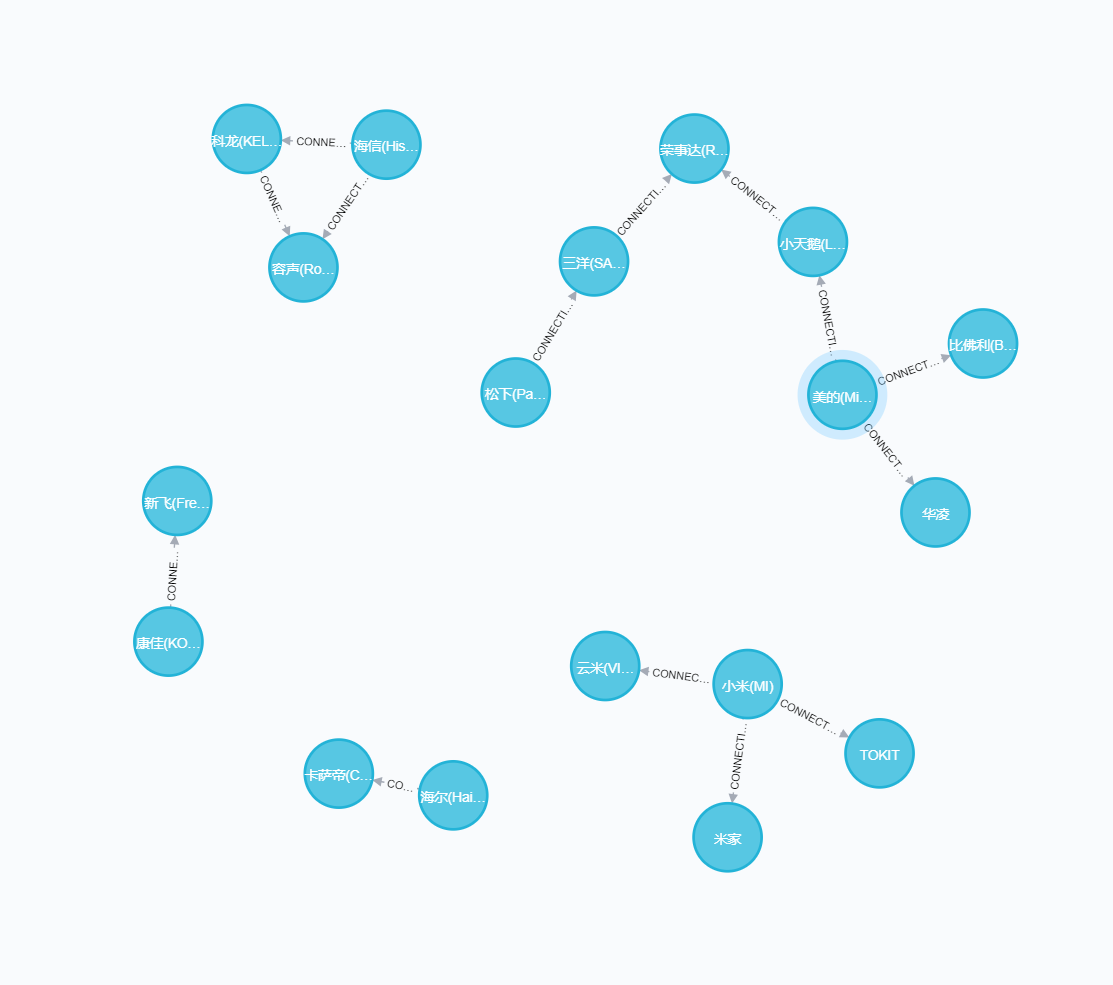 科龙(KEL...
CONNE...
海信(His...
CONNE...
CONNECT...
容声(Ro...
荣事达(R...
CONNECTI...
CONNECT...
三洋(SA...
小天鹅(L...
CONNECTI...
CONNECTI...
松下(Pa...
美的(Mi...
CONNECT...
比佛利(B...
CONNECT...
华凌
新飞(Fre...
CONNE...
康佳(KO...
云米(VI...
CONNEC...
小米(MI)
CONNECT...
TOKIT
CONNECTI...
米家
卡萨帝(C...
CO...
海尔(Hai...